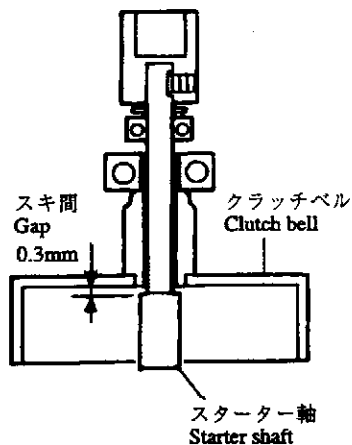 スキ間
Gap
0.3mm
クラッチベル
Clutch bell
スターター軸
Starter shaft